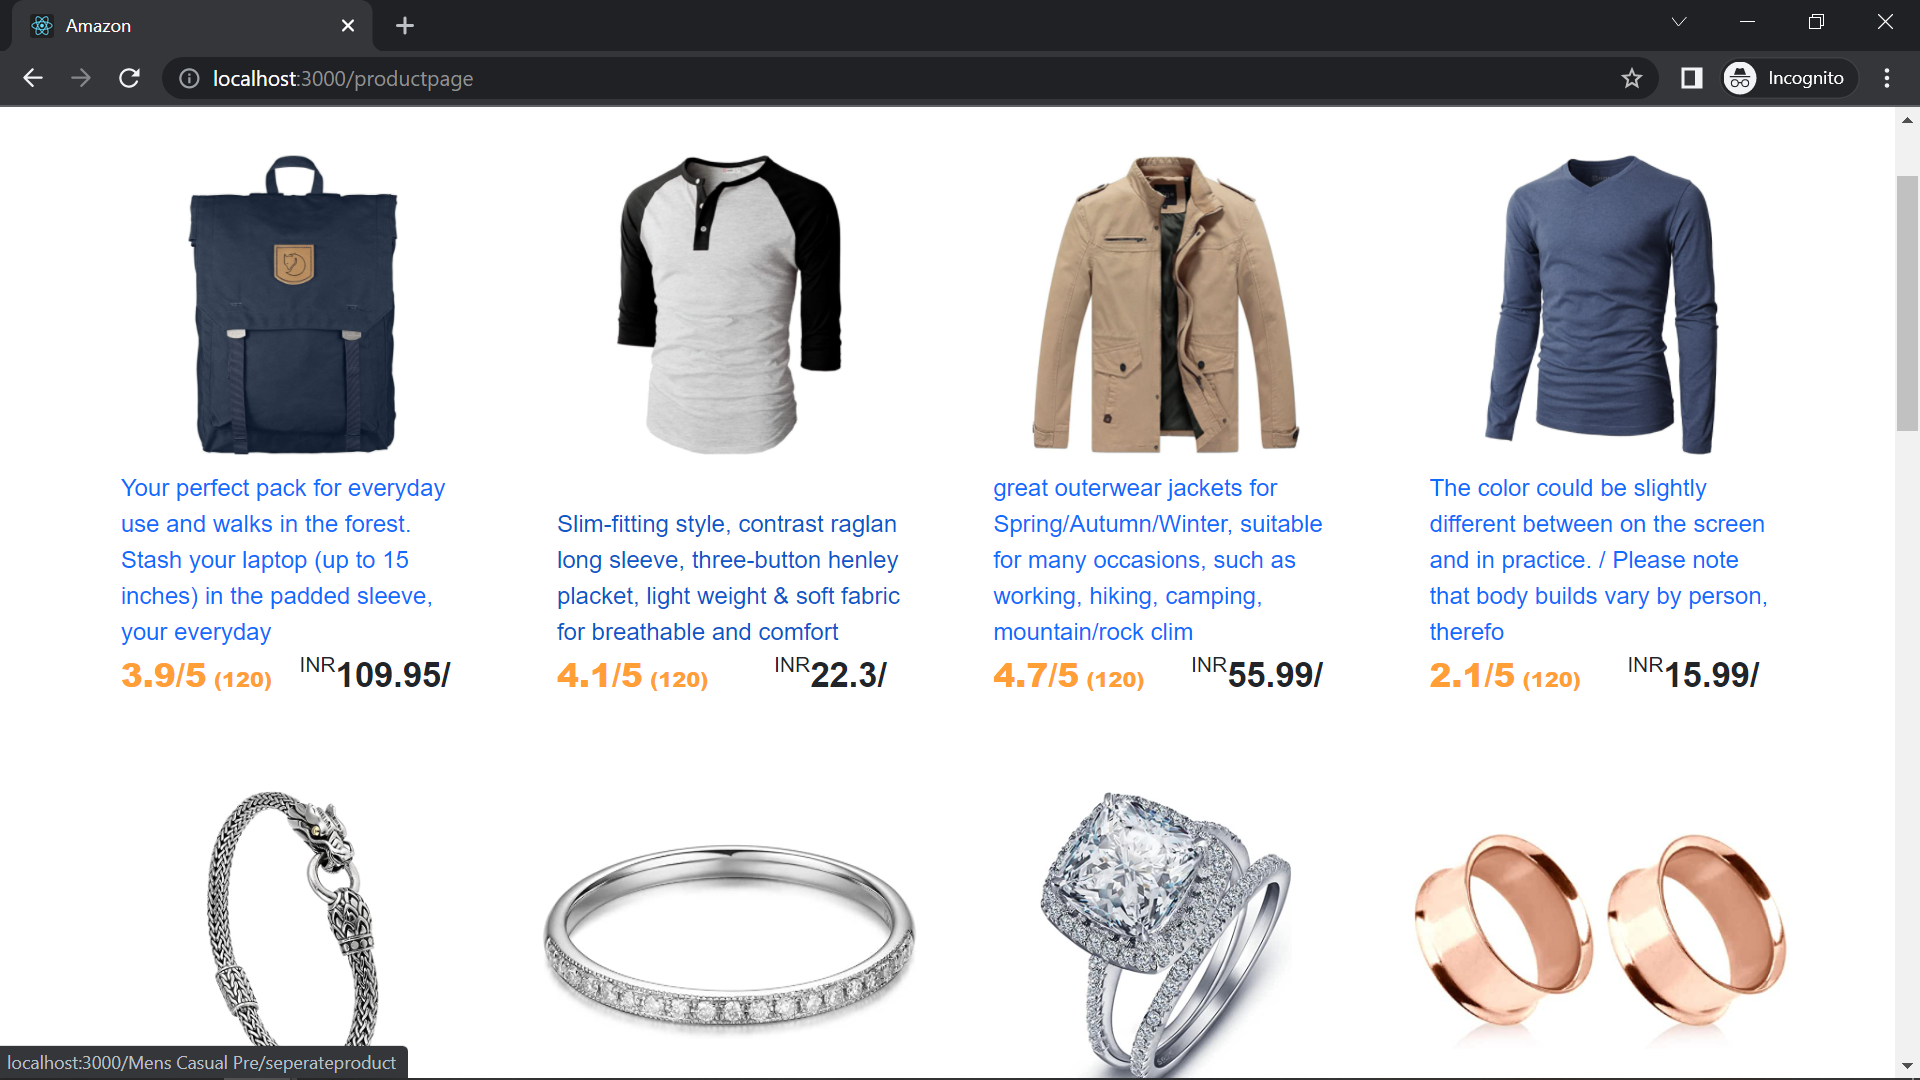 Amazon
localhost:3000/productpage
Incognito
Your perfect pack for everyday
use and walks in the forest.
Stash your laptop (up to 15
inches) in the padded sleeve,
your everyday
3.9/5 (120) INR109.95/
Slim-fitting style, contrast raglan
long sleeve, three-button henley
placket, light weight & soft fabric
for breathable and comfort
4.1/5 (120) INR22.3/
great outerwear jackets for
Spring/Autumn/Winter, suitable
for many occasions, such as
working, hiking, camping,
mountain/rock clim
4.7/5 (120) INR55.99/
The color could be slightly
different between on the screen
and in practice. / Please note
that body builds vary by person,
therefo
2.1/5 (120) INR15.99/
localhost:3000/Mens Casual Pre/seperateproduct